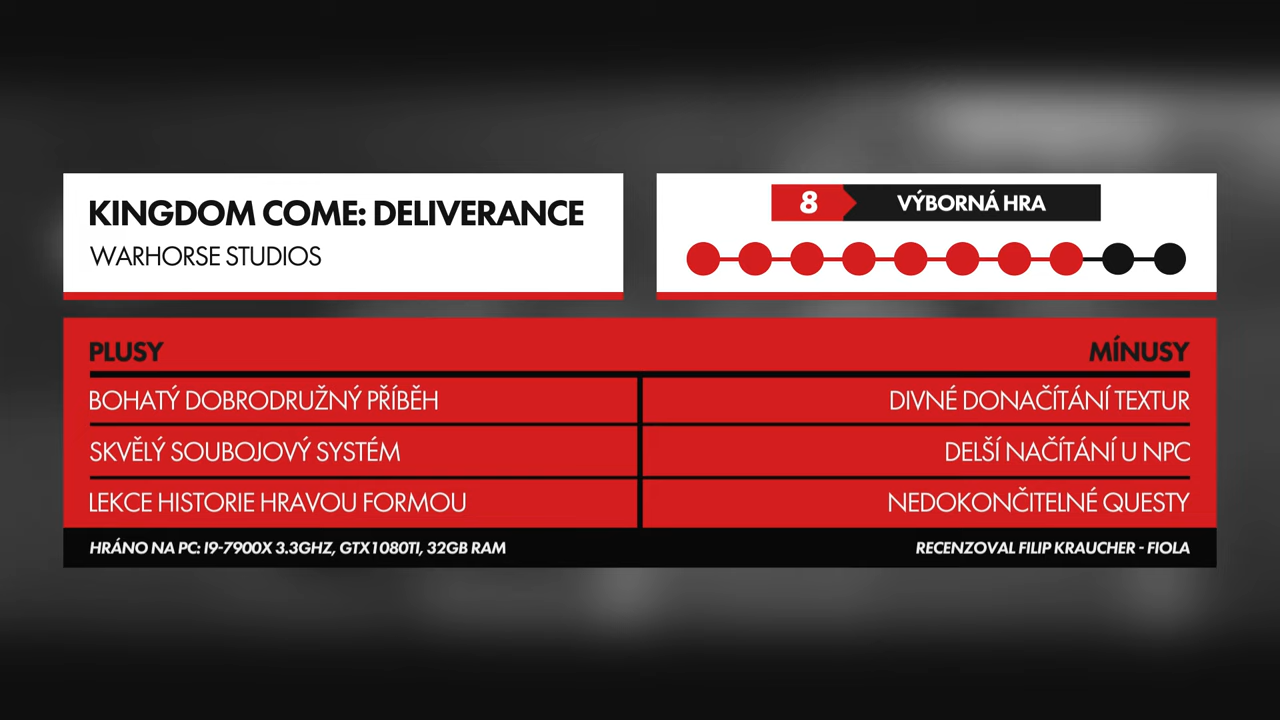 KINGDOM COME: DELIVERANCE
WARHORSE STUDIOS
8 VÝBORNÁ HRA
PLUSY
BOHATÝ DOBRODRUŽNÝ PŘÍBĚH
SKVĚLÝ SOUBOJOVÝ SYSTÉM
LEKCE HISTORIE HRAVOU FORMOU
MÍNUSY
DIVNÉ DONAČÍTÁNÍ TEXTUR
DELŠÍ NAČÍTÁNÍ U NPC
NEDOKONČITELNÉ QUESTY
HRÁNO NA PC: I9-7900X 3.3GHZ, GTX1080TI, 32GB RAM
RECENZOVAL FILIP KRAUCHER - FIOLA